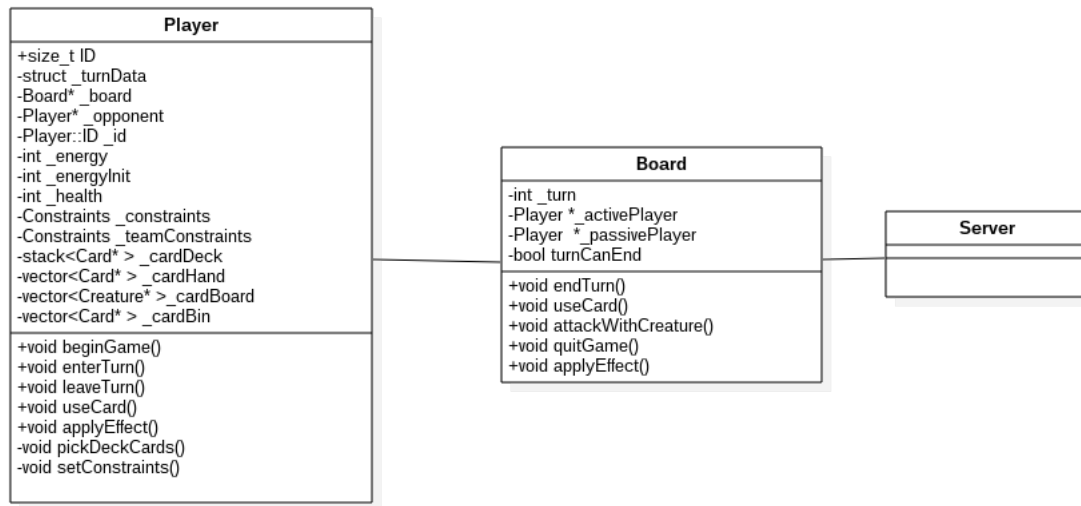 Player
+size_t ID
-struct _turnData
-Board* _board
-Player* _opponent
-Player::ID _id
-int _energy
-int _energyInit
-int _health
-Constraints _constraints
-Constraints _teamConstraints
-stack<Card* > _cardDeck
-vector<Card* > _cardHand
-vector<Creature* >_cardBoard
-vector<Card* > _cardBin
+void beginGame()
+void enterTurn()
+void leaveTurn()
+void useCard()
+void applyEffect()
-void pickDeckCards()
-void setConstraints()
Board
-int _turn
-Player *_activePlayer
-Player  *_passivePlayer
-bool turnCanEnd
+void endTurn()
+void useCard()
+void attackWithCreature()
+void quitGame()
+void applyEffect()
Server